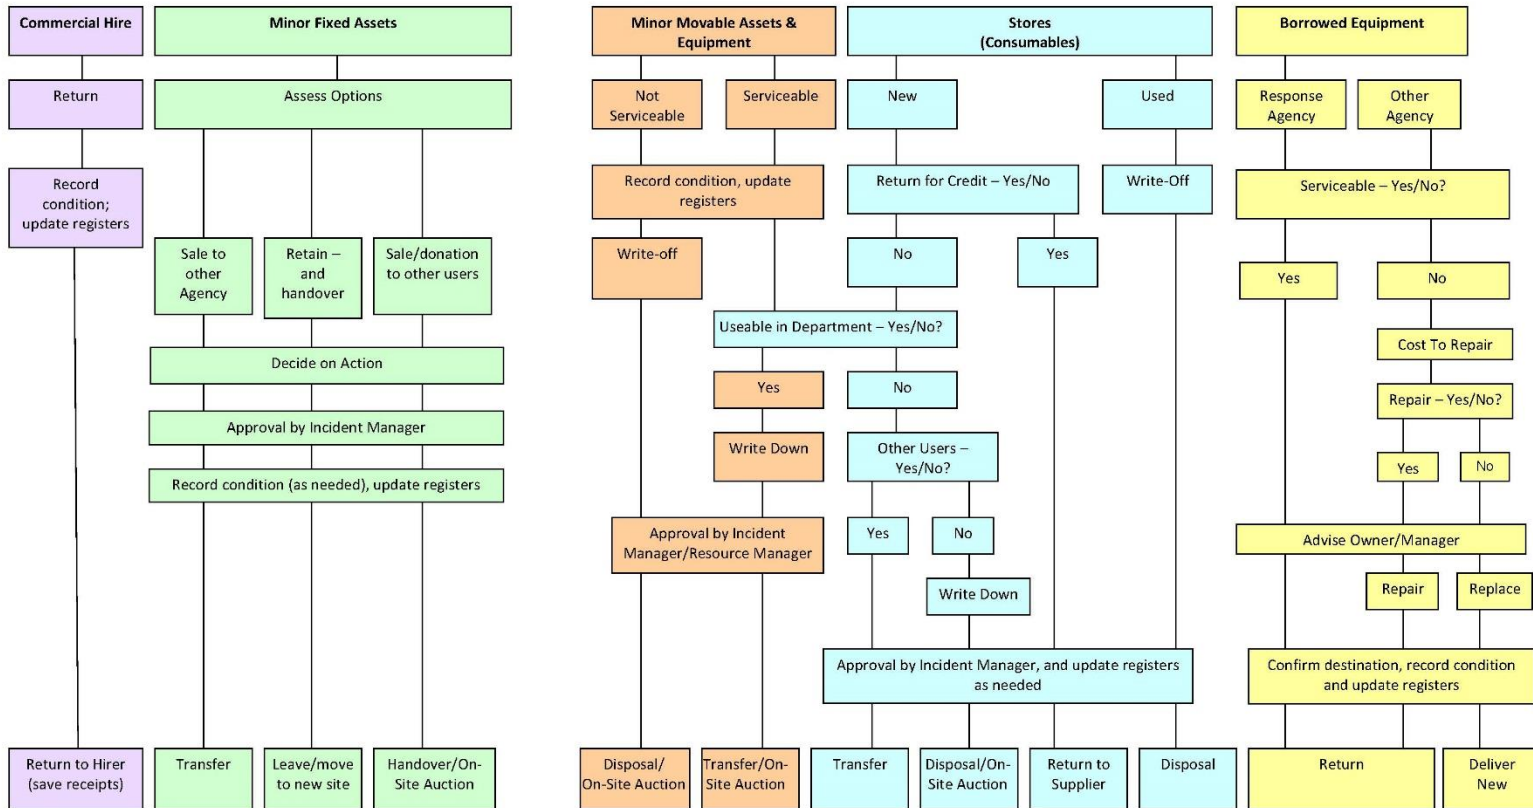 Commercial Hire
Minor Fixed Assets
Minor Movable Assets &
Equipment
Stores
(Consumables)
Borrowed Equipment
Return
Assess Options
Not
Serviceable
Serviceable
New
Used
Response
Agency
Other
Agency
Record
condition;
update registers
Record condition, update
registers
Return for Credit – Yes/No
Write-Off
Serviceable – Yes/No?
Sale to
other
Agency
Retain –
and
handover
Sale/donation
to other users
Write-off
No
Yes
Yes
No
Useable in Department – Yes/No?
Cost To Repair
Decide on Action
Yes
No
Repair – Yes/No?
Approval by Incident Manager
Write Down
Other Users –
Yes/No?
Yes
No
Record condition (as needed), update registers
Approval by Incident
Manager/Resource Manager
Yes
No
Advise Owner/Manager
Write Down
Repair
Replace
Approval by Incident Manager, and update registers
as needed
Confirm destination, record condition
and update registers
Return to Hirer
(save receipts)
Transfer
Leave/move
to new site
Handover/On-
Site Auction
Disposal/
On-Site Auction
Transfer/On-
Site Auction
Transfer
Disposal/On-
Site Auction
Return to
Supplier
Disposal
Return
Deliver
New